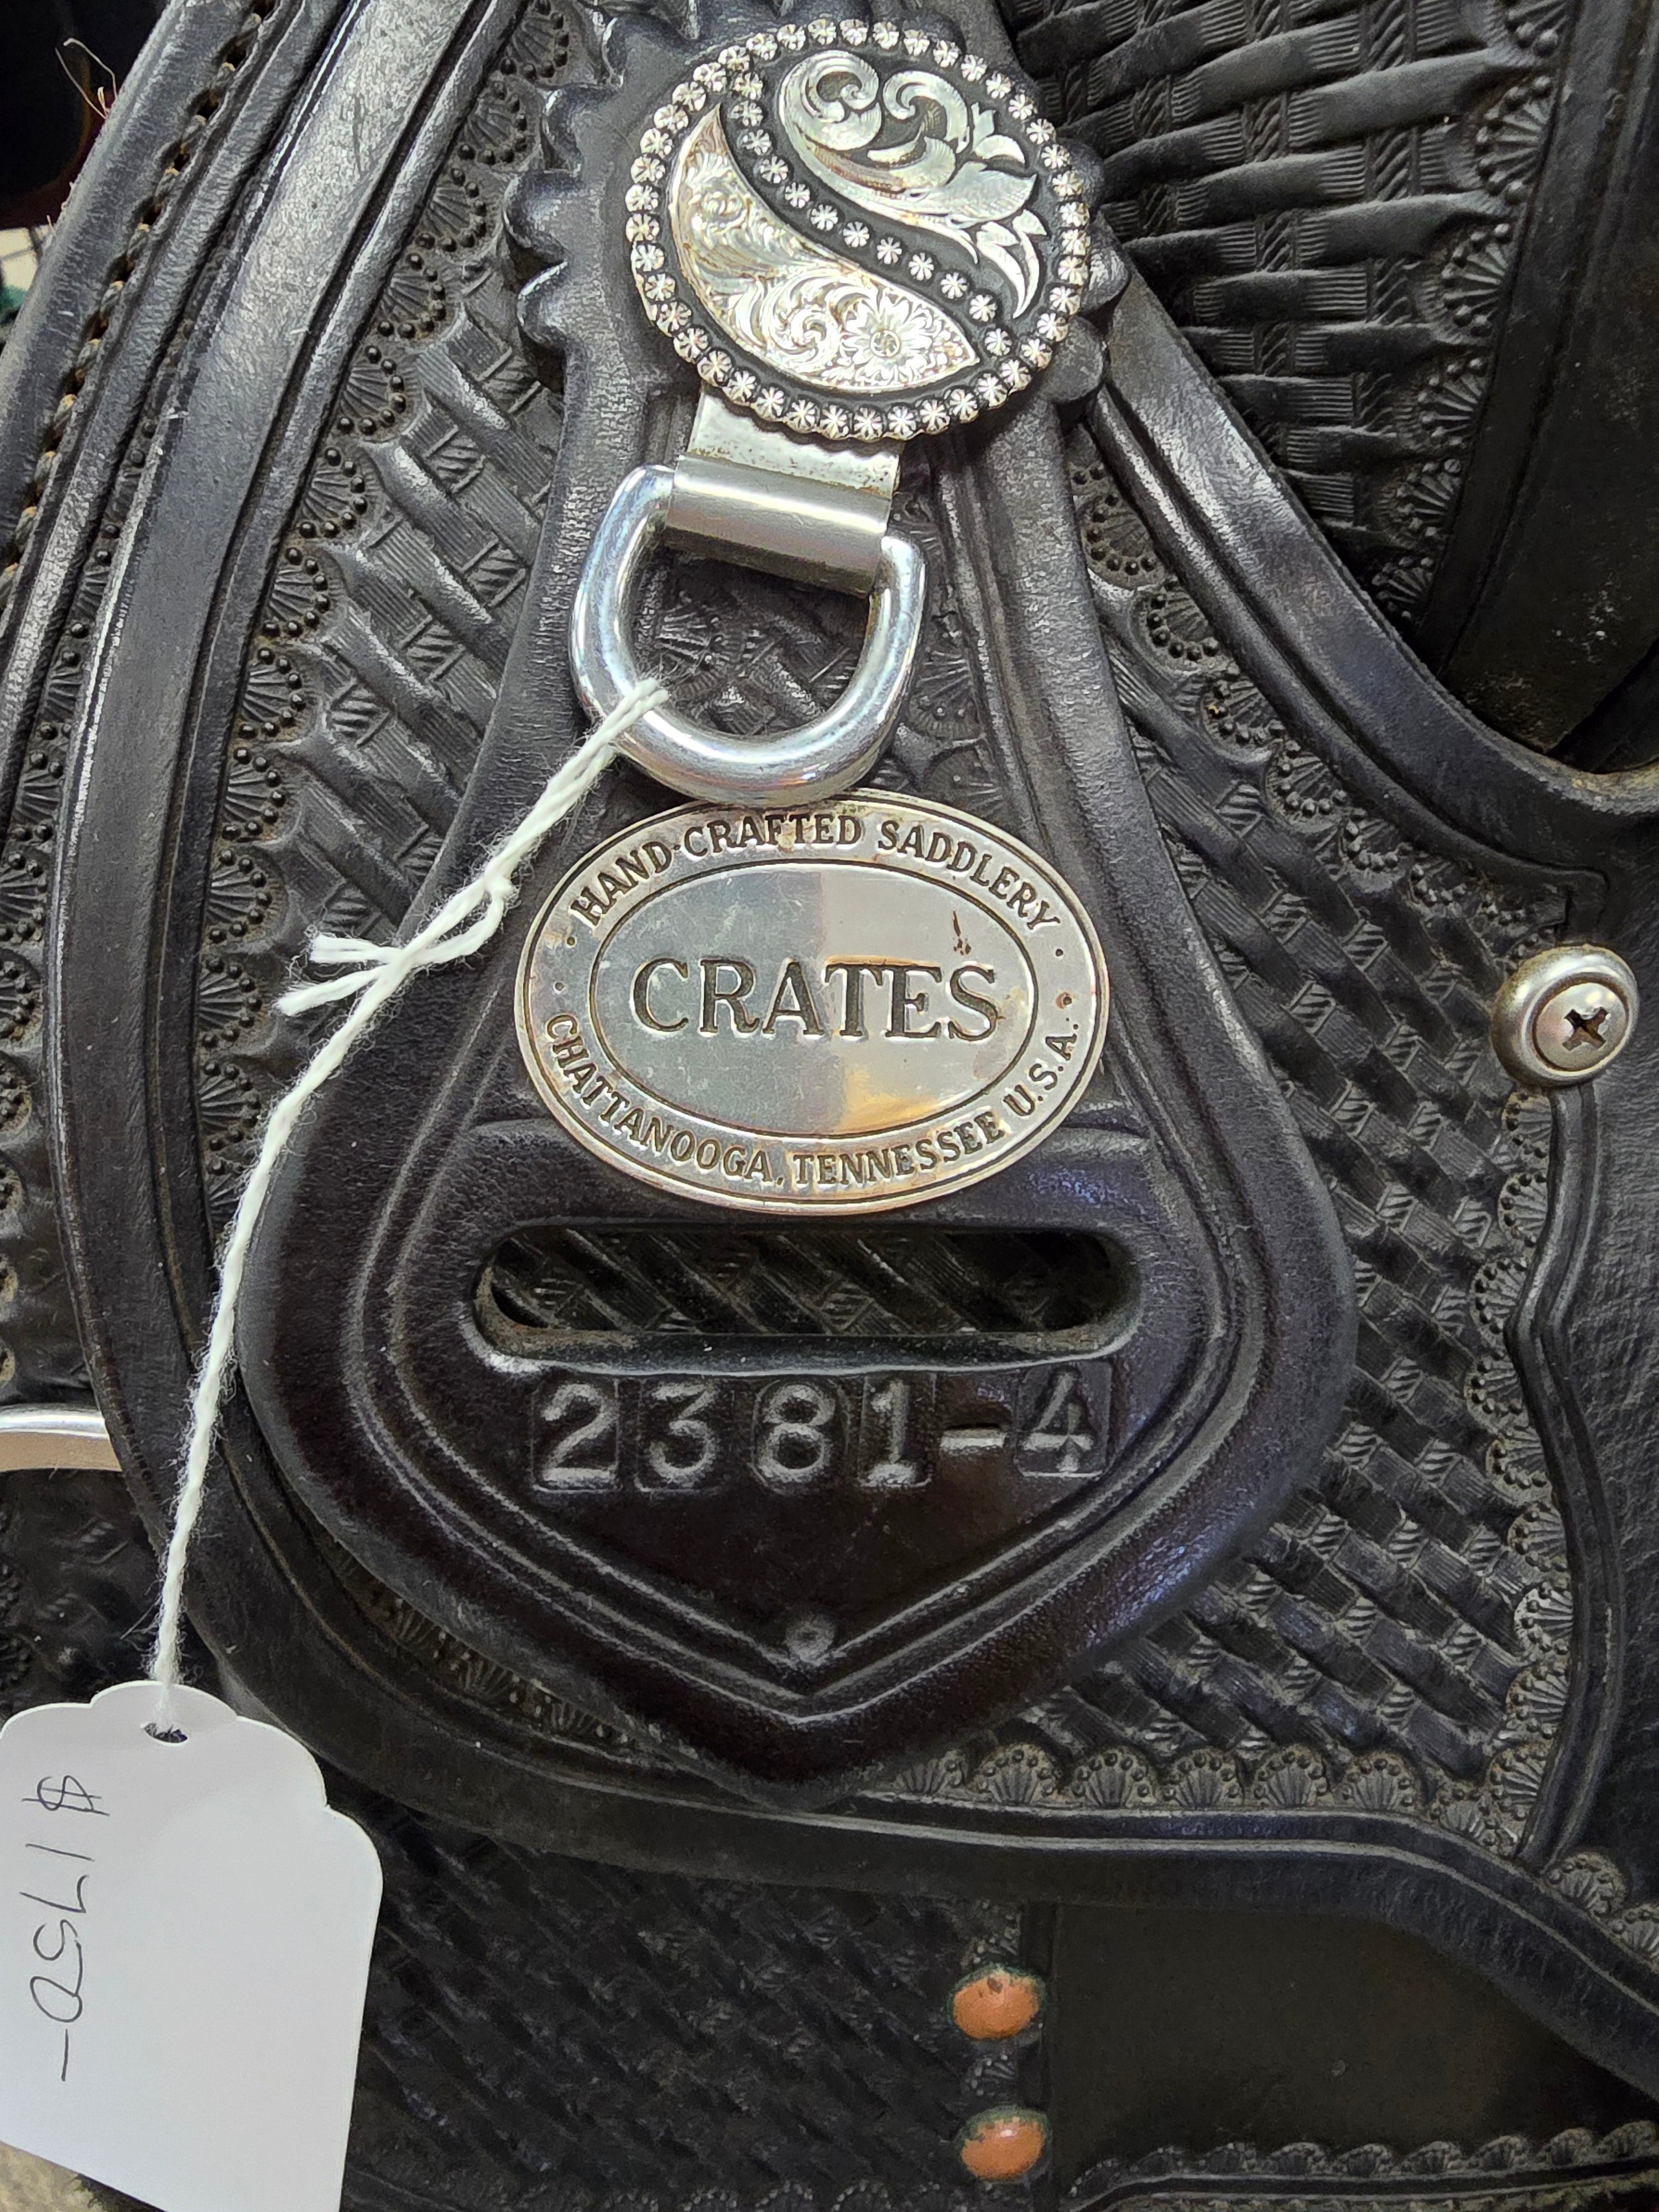 HAND-CRAFTED SADDLERY
CRATES
CHATTANOOGA, TENNESSEE U.S.A.
2381-4
$1750-